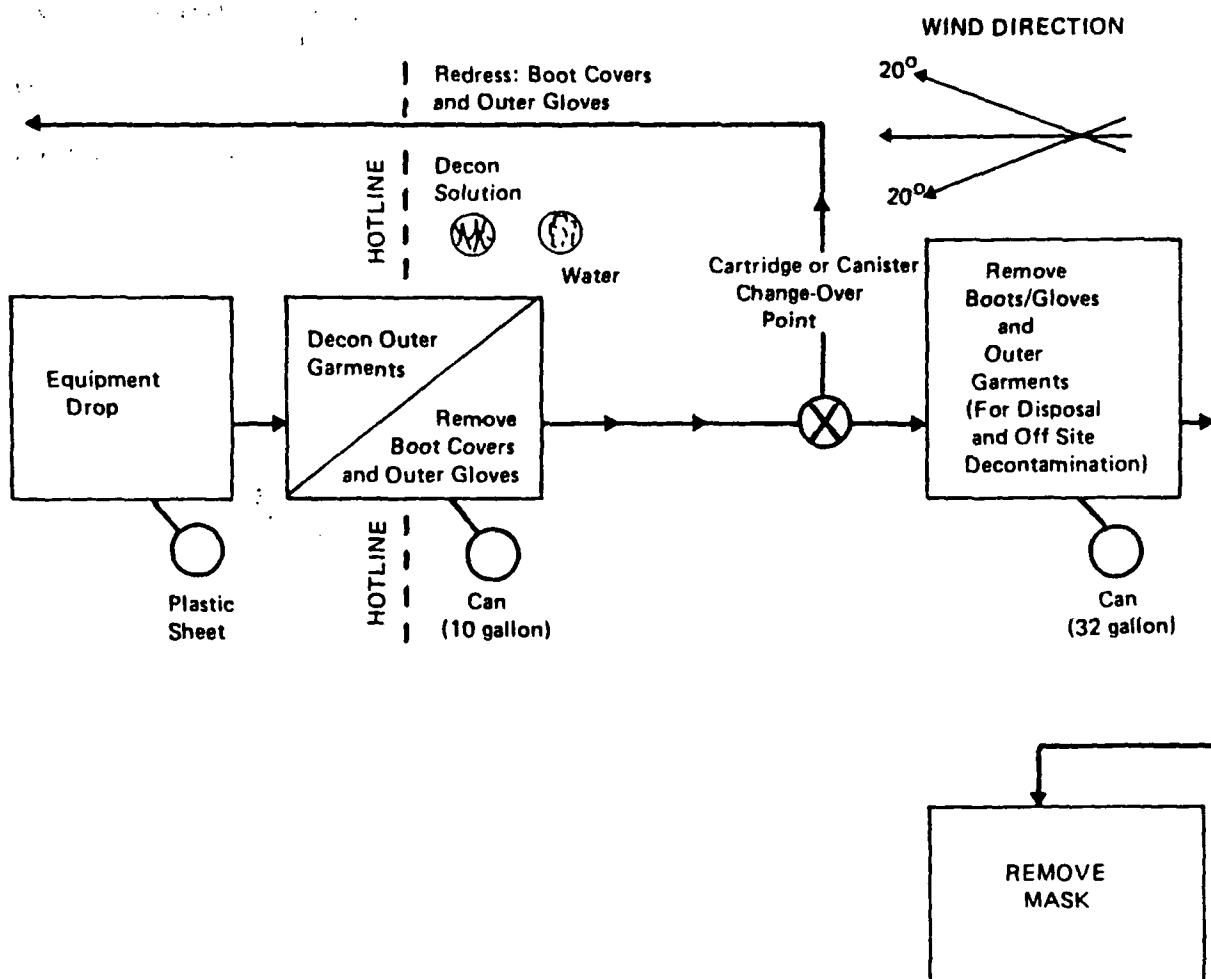 WIND DIRECTION
20°
20°
Redress: Boot Covers
and Outer Gloves
HOTLINE
Decon
Solution
Water
Cartridge or Canister
Change-Over
Point
Equipment
Drop
Decon Outer
Garments
Remove
Boot Covers
and Outer Gloves
Remove
Boots/Gloves
and
Outer
Garments
(For Disposal
and Off Site
Decontamination)
Plastic
Sheet
HOTLINE
Can
(10 gallon)
Can
(32 gallon)
REMOVE
MASK